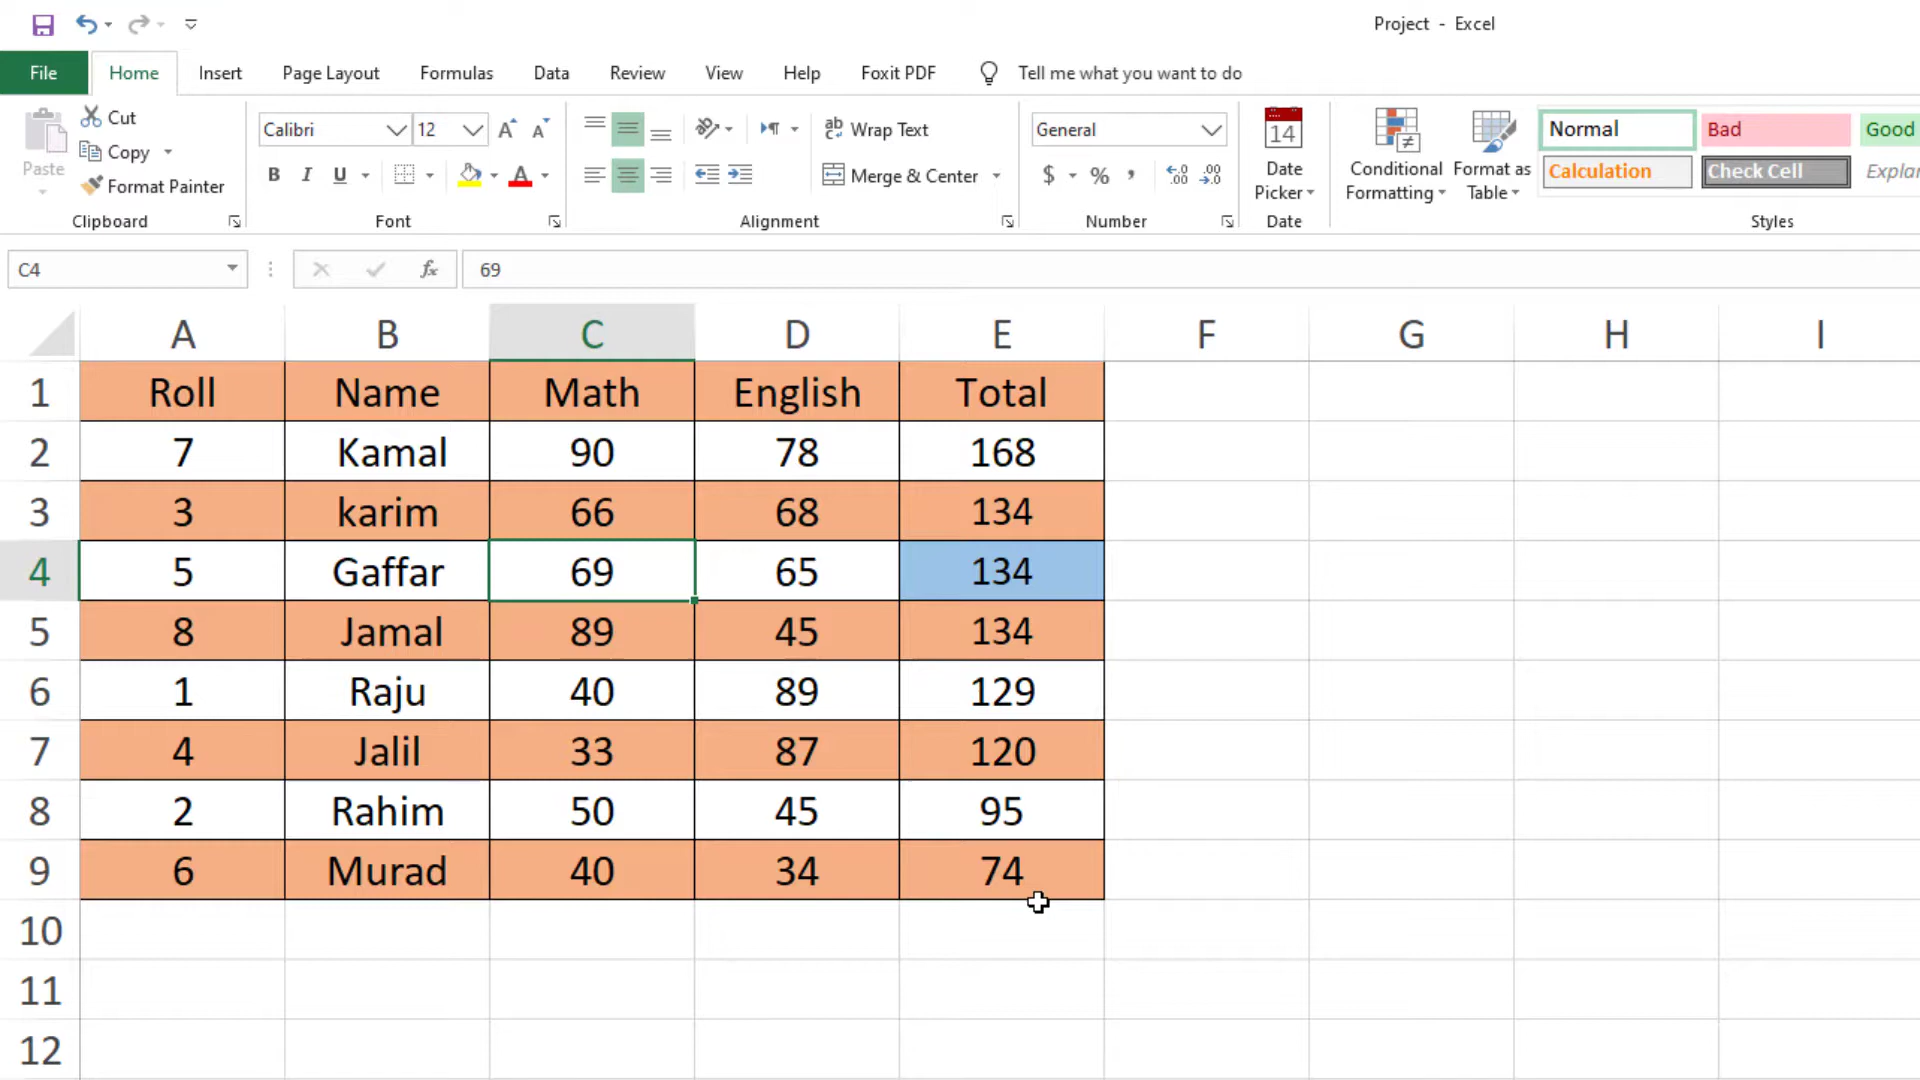 Project - Excel
File Home Insert Page Layout Formulas Data Review View Help Foxit PDF Tell me what you want to do
Paste
Cut
Copy
Format Painter
Clipboard
Calibri 12
B I U A
Font
ab Wrap Text
Merge & Center
Alignment
General
$ % , .00 .00
Number
14
Date Picker
Date
Conditional Formatting
Format as Table
Normal Bad Good
Calculation Check Cell Explan
Styles
C4 fx 69
A B C D E F G H I
1 Roll Name Math English Total
2 7 Kamal 90 78 168
3 3 karim 66 68 134
4 5 Gaffar 69 65 134
5 8 Jamal 89 45 134
6 1 Raju 40 89 129
7 4 Jalil 33 87 120
8 2 Rahim 50 45 95
9 6 Murad 40 34 74
10
11
12